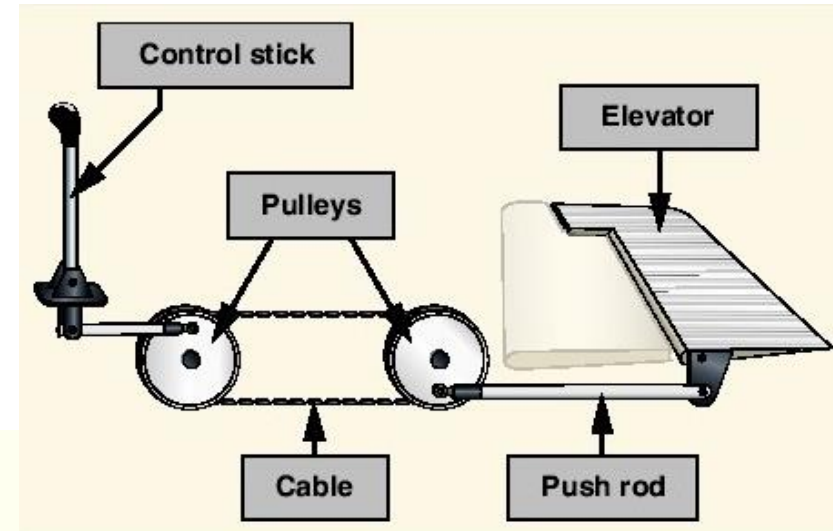 Control stick
Elevator
Pulleys
Cable
Push rod